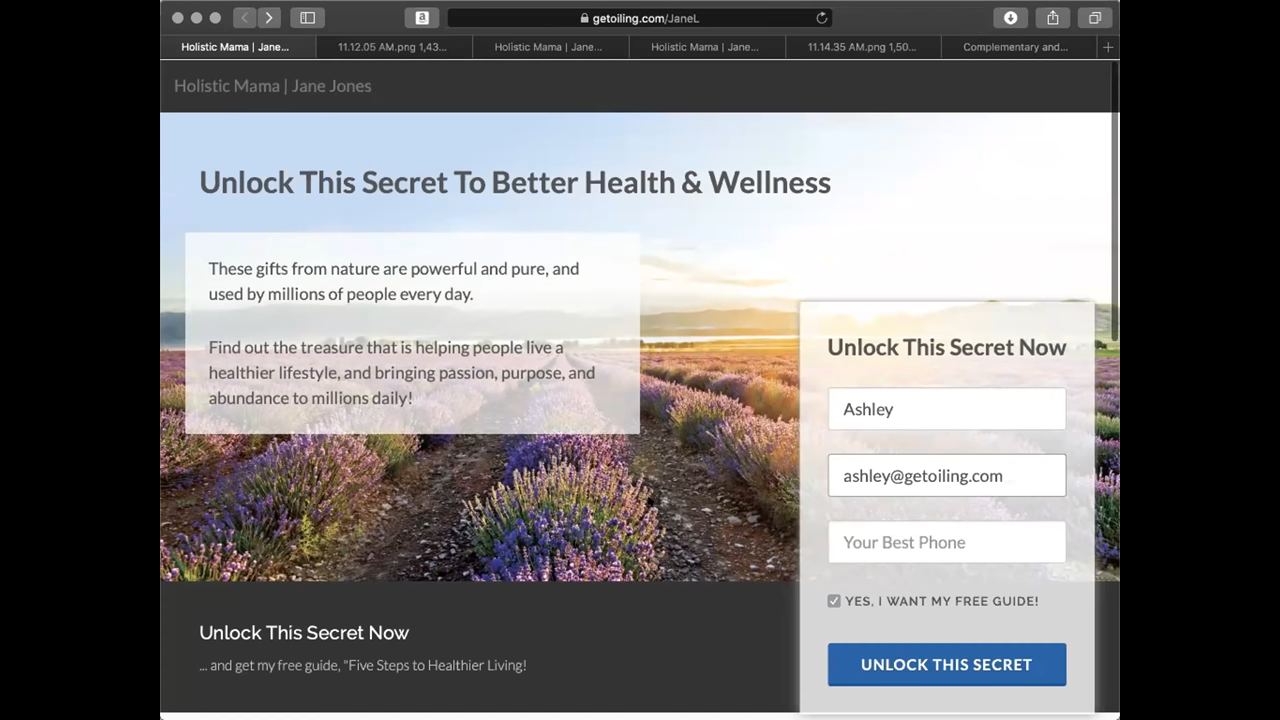 getoiling.com/JaneL
Holistic Mama | Jane...
11.12.05 AM.png 1,43...
Holistic Mama | Jane...
Holistic Mama | Jane...
11.14.35 AM.png 1,50...
Complementary and...
Holistic Mama | Jane Jones
Unlock This Secret To Better Health & Wellness
These gifts from nature are powerful and pure, and
used by millions of people every day.
Find out the treasure that is helping people live a
healthier lifestyle, and bringing passion, purpose, and
abundance to millions daily!
Unlock This Secret Now
Ashley
ashley@getoiling.com
Your Best Phone
YES, I WANT MY FREE GUIDE!
UNLOCK THIS SECRET
Unlock This Secret Now
... and get my free guide, "Five Steps to Healthier Living!